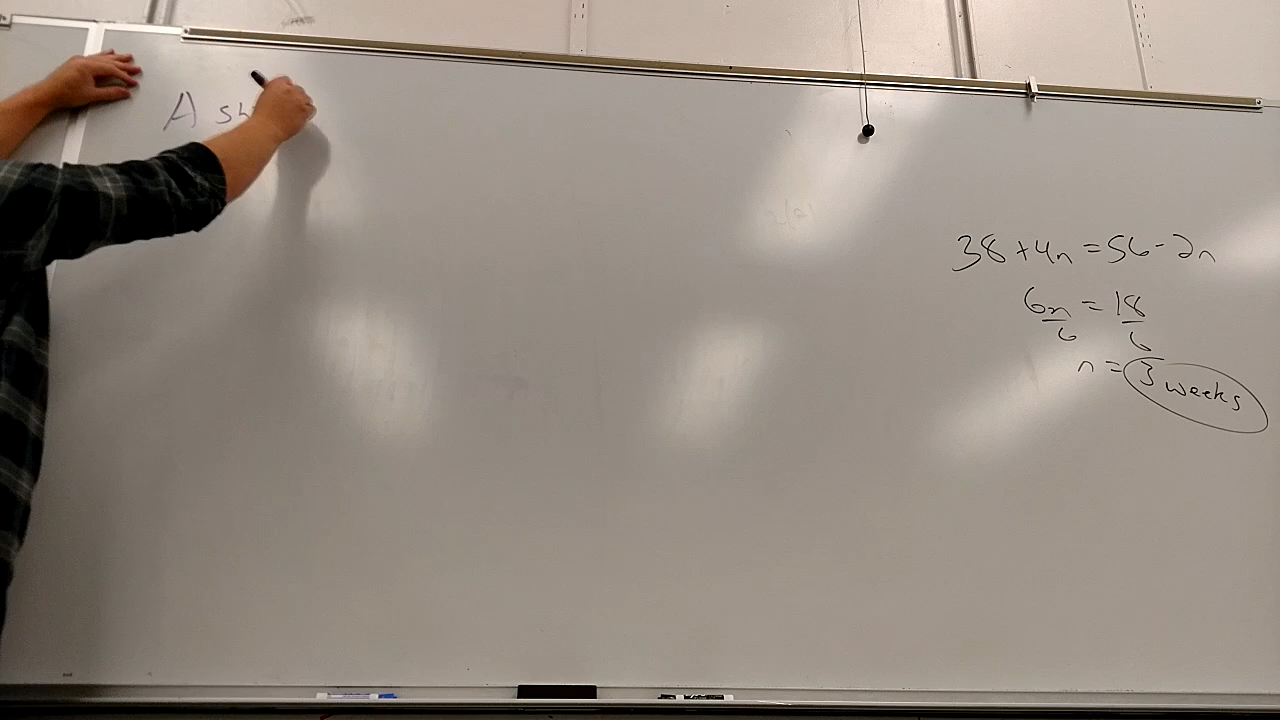 A sh
38 + 4n = 56 - 2n
6n = 18
6 6
n = 3 weeks